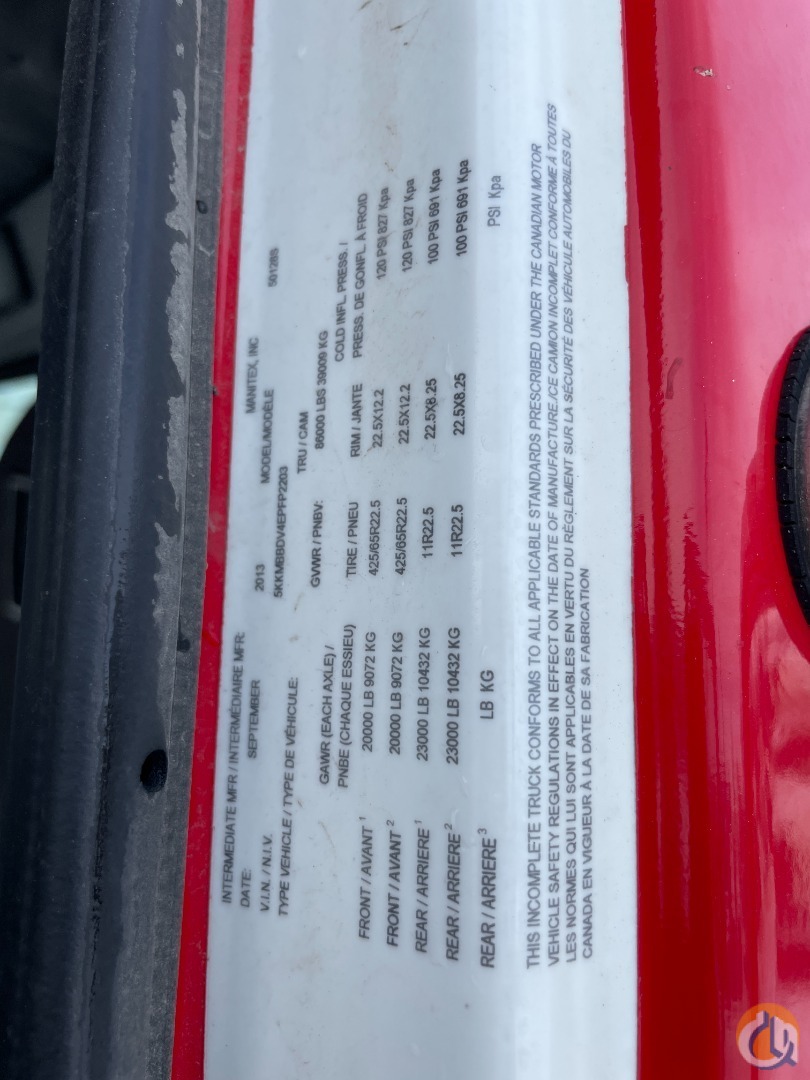 INTERMEDIATE MFR / INTERMÉDIAIRE MFR: MANITEX, INC
DATE: SEPTEMBER 2013 MODEL/MODÈLE 50128S
V.I.N. / N.I.V. 5KKMBBDV4EPFP2203
TYPE VEHICLE / TYPE DE VÉHICULE: TRU / CAM
GVWR / PNBV: 86000 LBS 39009 KG
GAWR (EACH AXLE) / COLD INFL. PRESS. /
PNBE (CHAQUE ESSIEU) TIRE / PNEU RIM / JANTE PRESS. DE GONFL. À FROID
FRONT / AVANT 1 20000 LB 9072 KG 425/65R22.5 22.5X12.2 120 PSI 827 Kpa
FRONT / AVANT 2 20000 LB 9072 KG 425/65R22.5 22.5X12.2 120 PSI 827 Kpa
REAR / ARRIERE 1 23000 LB 10432 KG 11R22.5 22.5X8.25 100 PSI 691 Kpa
REAR / ARRIERE 2 23000 LB 10432 KG 11R22.5 22.5X8.25 100 PSI 691 Kpa
REAR / ARRIERE 3 LB KG PSI Kpa
THIS INCOMPLETE TRUCK CONFORMS TO ALL APPLICABLE STANDARDS PRESCRIBED UNDER THE CANADIAN MOTOR
VEHICLE SAFETY REGULATIONS IN EFFECT ON THE DATE OF MANUFACTURE./CE CAMION INCOMPLET CONFORME À TOUTES
LES NORMES QUI LUI SONT APPLICABLES EN VERTU DU RÈGLEMENT SUR LA SÉCURITÉ DES VÉHICULE AUTOMOBILES DU
CANADA EN VIGUEUR À LA DATE DE SA FABRICATION